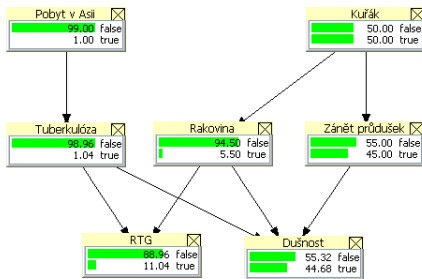 Pobyt v Asii
99.00 false
1.00 true
Kuřák
50.00 false
50.00 true
Tuberkulóza
98.96 false
1.04 true
Rakovina
94.50 false
5.50 true
Zánět průdušek
55.00 false
45.00 true
RTG
88.96 false
11.04 true
Dušnost
55.32 false
44.68 true